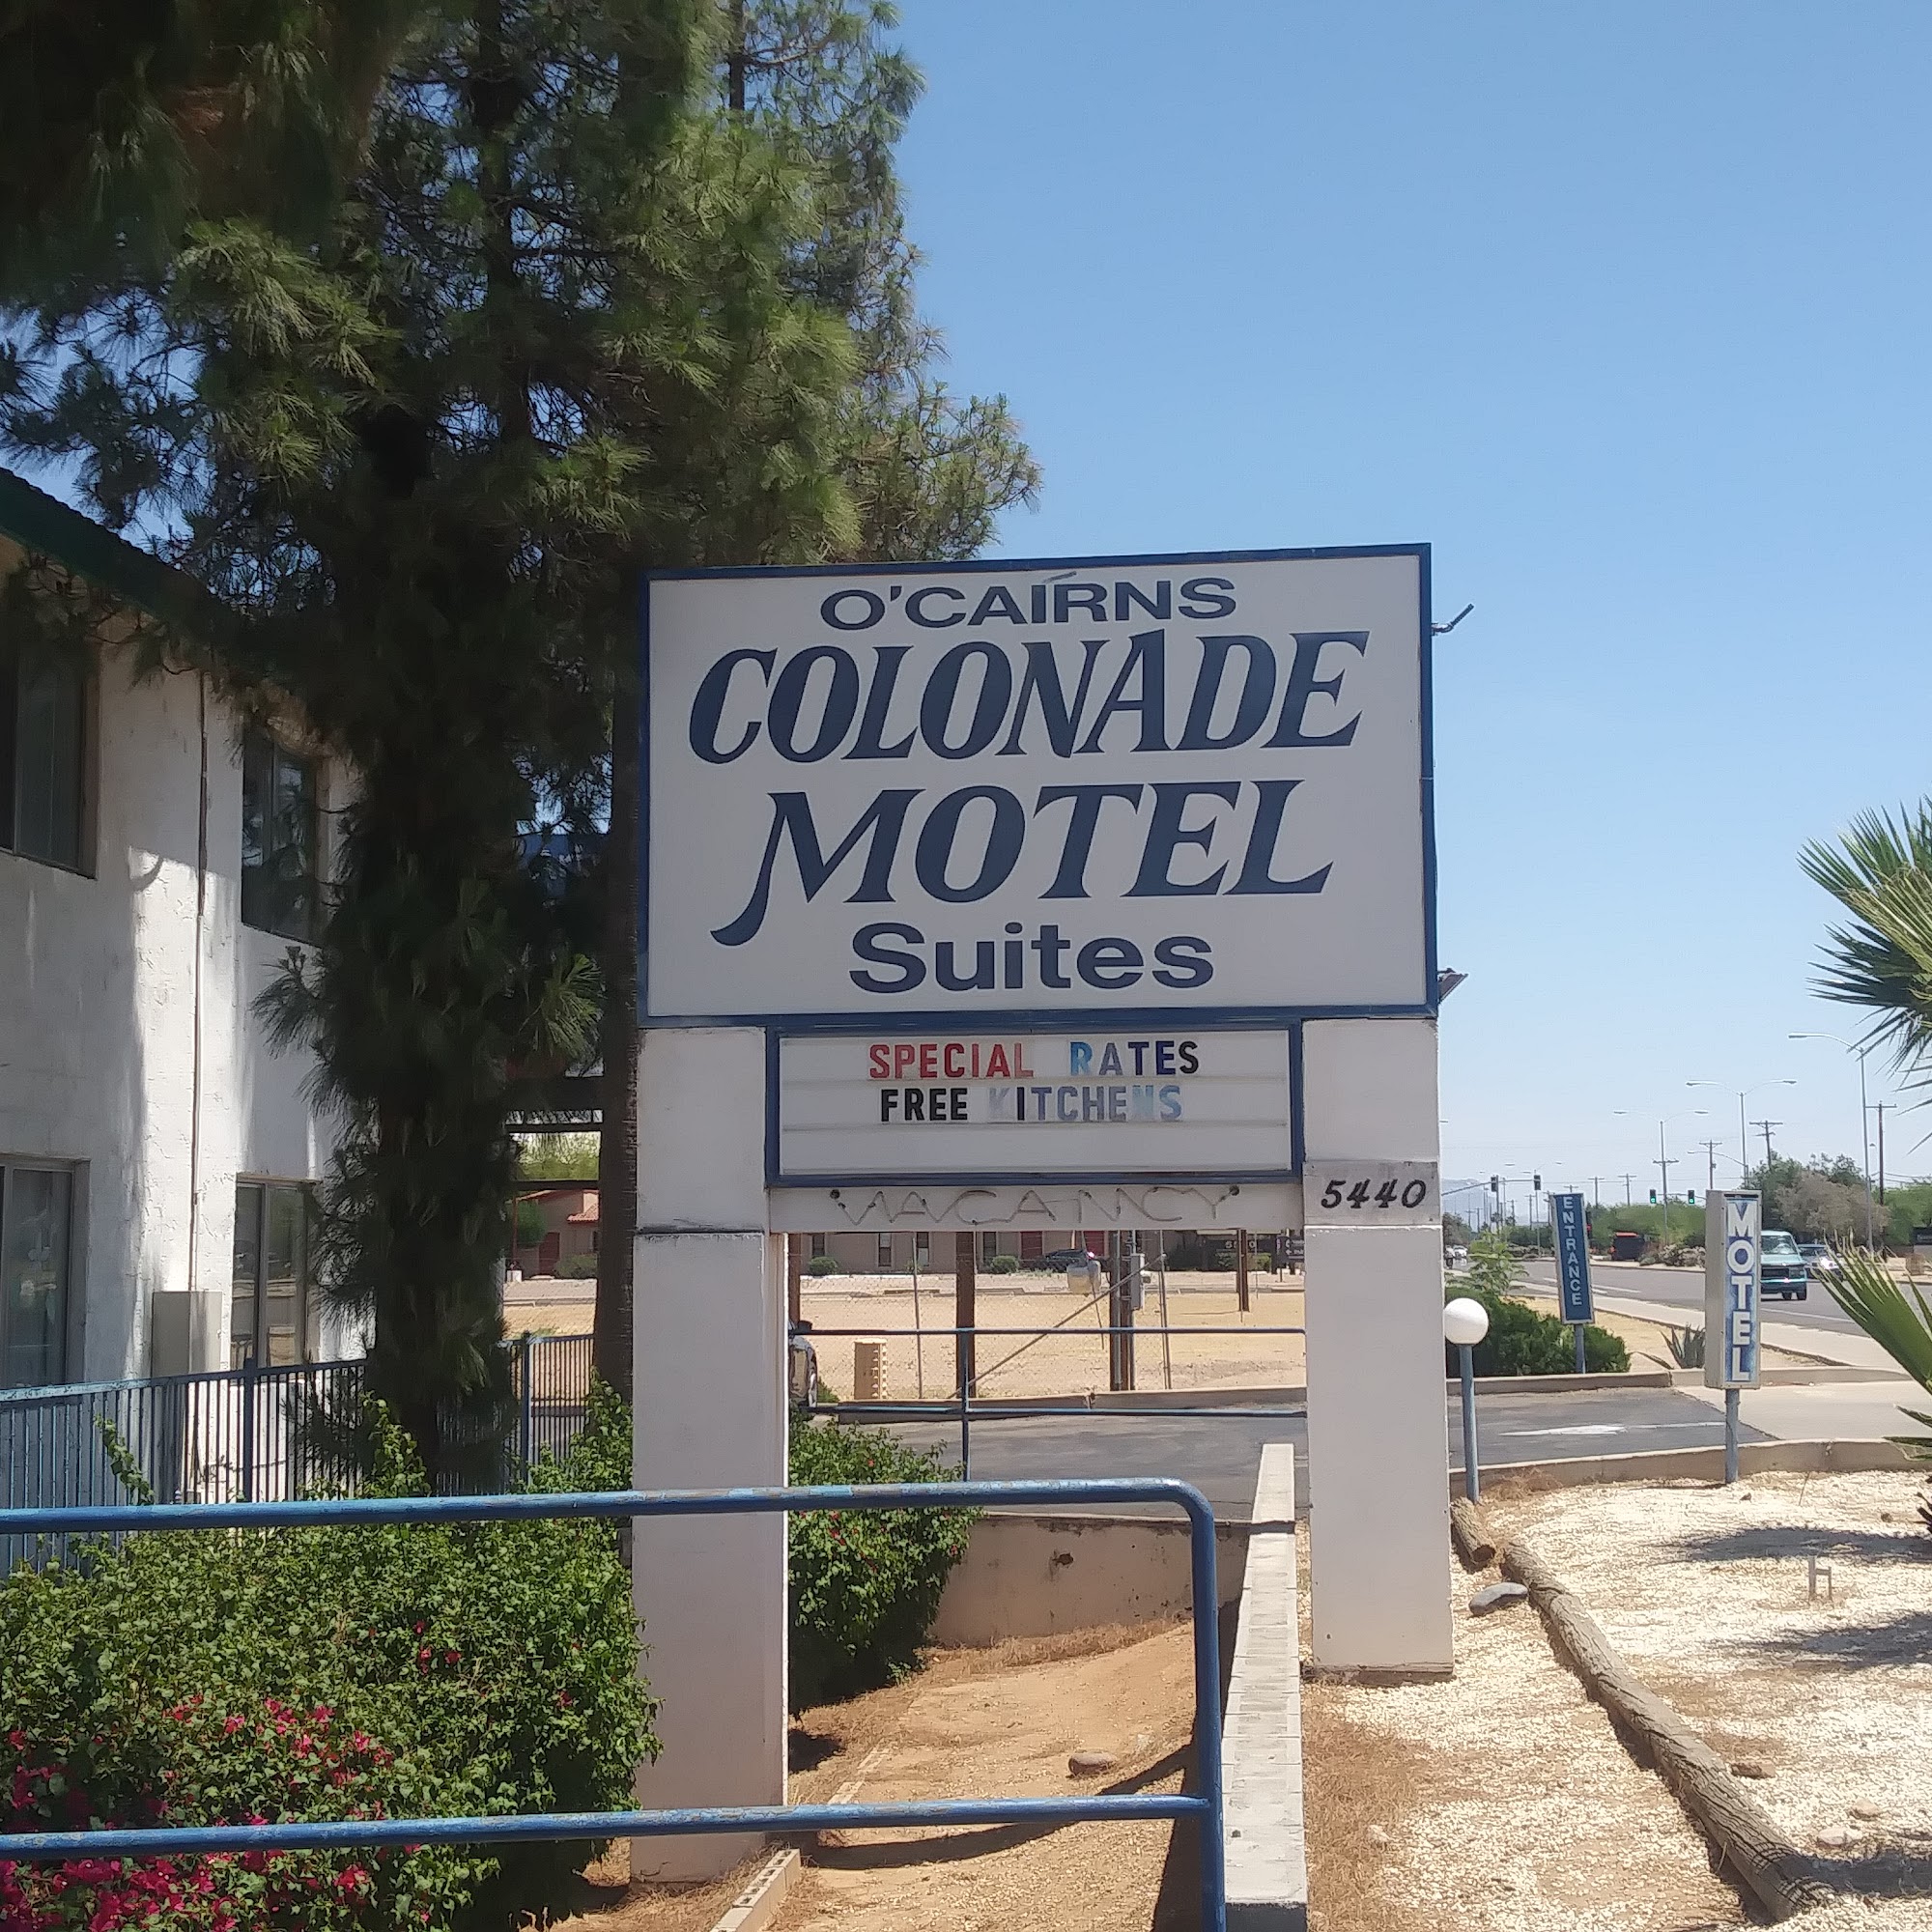 O'CAIRNS
COLONADE
MOTEL
Suites
SPECIAL RATES
FREE KITCHENS
VACANCY
5440
ENTRANCE
MOTEL